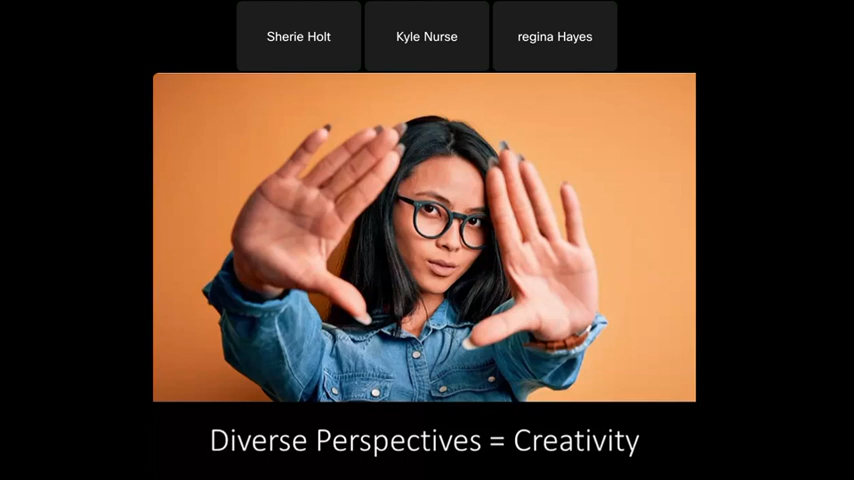 Sherie Holt
Kyle Nurse
regina Hayes
Diverse Perspectives = Creativity